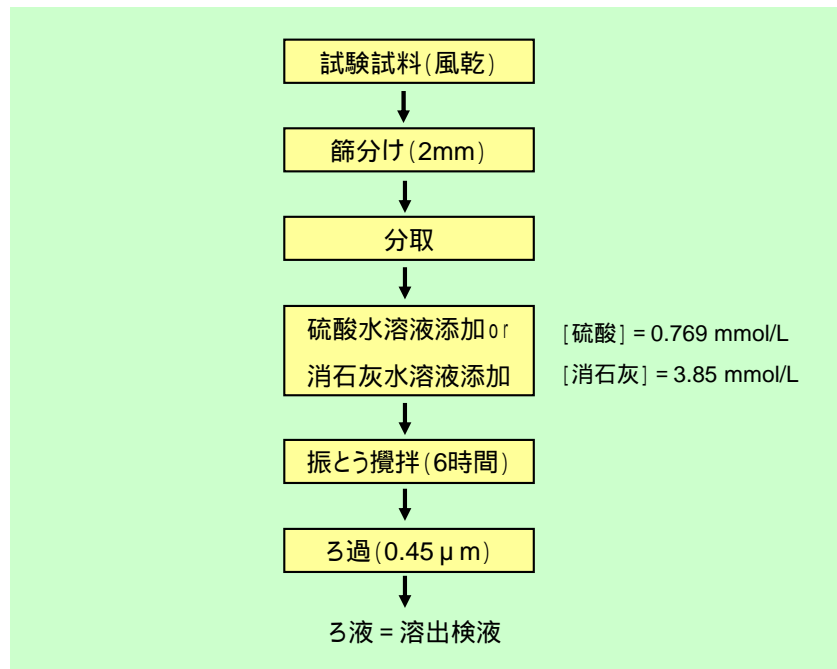 試験試料(風乾)
篩分け(2mm)
分取
硫酸水溶液添加or
消石灰水溶液添加
[硫酸] = 0.769 mmol/L
[消石灰] = 3.85 mmol/L
振とう攪拌(6時間)
ろ過(0.45μm)
ろ液 = 溶出検液